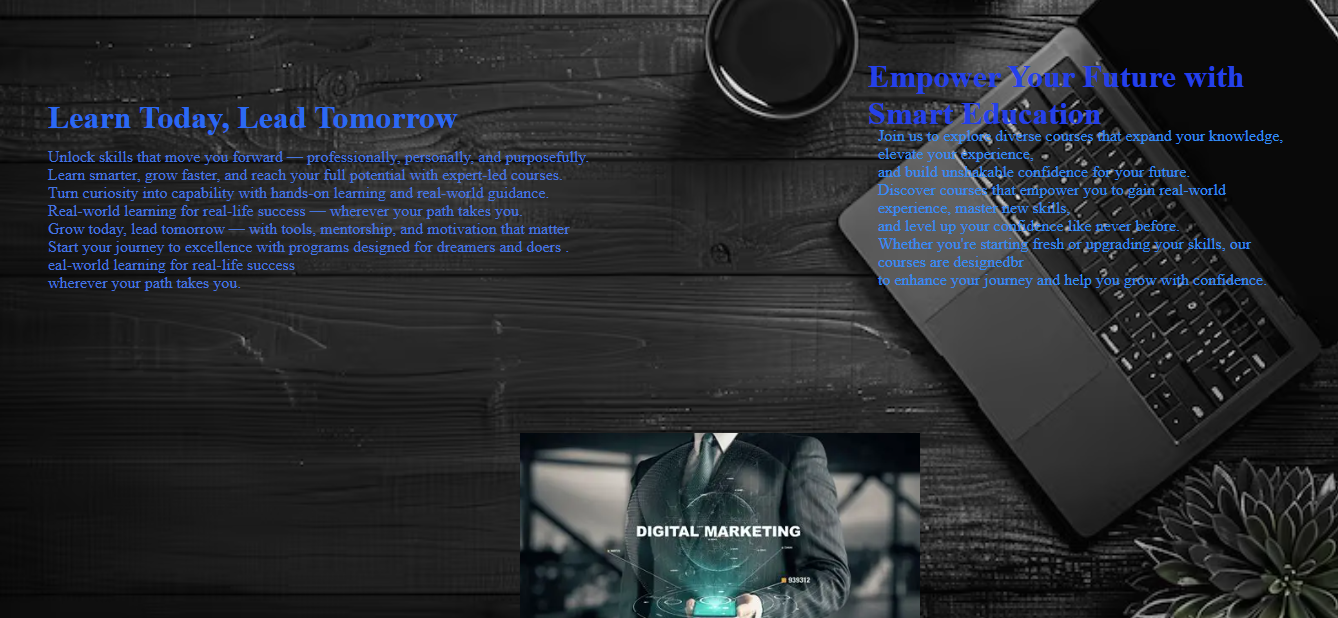 Learn Today, Lead Tomorrow
Unlock skills that move you forward — professionally, personally, and purposefully.
Learn smarter, grow faster, and reach your full potential with expert-led courses.
Turn curiosity into capability with hands-on learning and real-world guidance.
Real-world learning for real-life success — wherever your path takes you.
Grow today, lead tomorrow — with tools, mentorship, and motivation that matter
Start your journey to excellence with programs designed for dreamers and doers .
eal-world learning for real-life success
wherever your path takes you.
Empower Your Future with
Smart Education
Join us to explore diverse courses that expand your knowledge,
elevate your experience,
and build unshakable confidence for your future.
Discover courses that empower you to gain real-world
experience, master new skills,
and level up your confidence like never before.
Whether you're starting fresh or upgrading your skills, our
courses are designedbr
to enhance your journey and help you grow with confidence.
DIGITAL MARKETING
939312